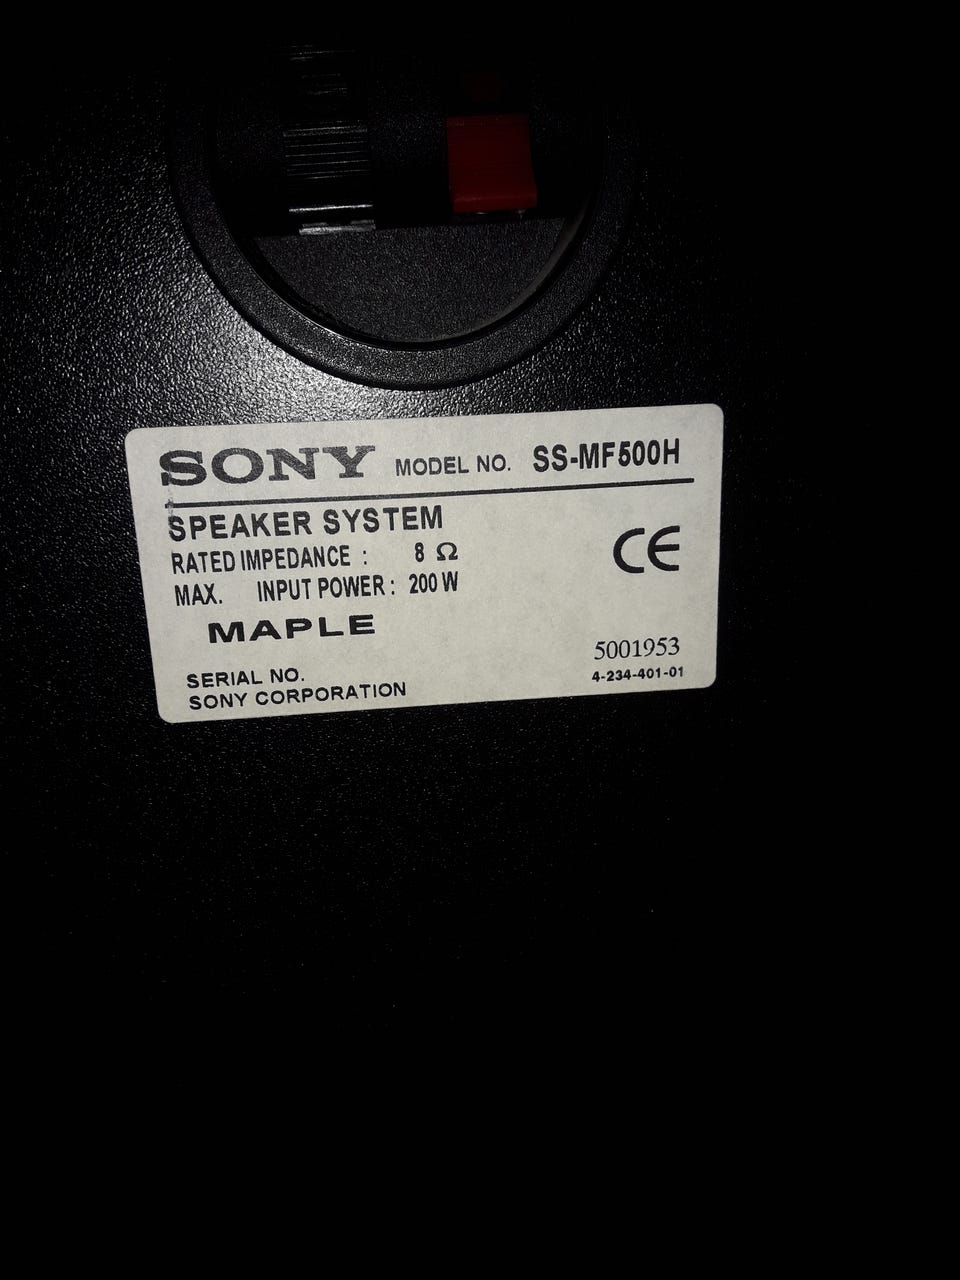 SONY MODEL NO. SS-MF500H
SPEAKER SYSTEM
RATED IMPEDANCE : 8 Ω
MAX. INPUT POWER : 200 W
CE
MAPLE
5001953
SERIAL NO. 4-234-401-01
SONY CORPORATION